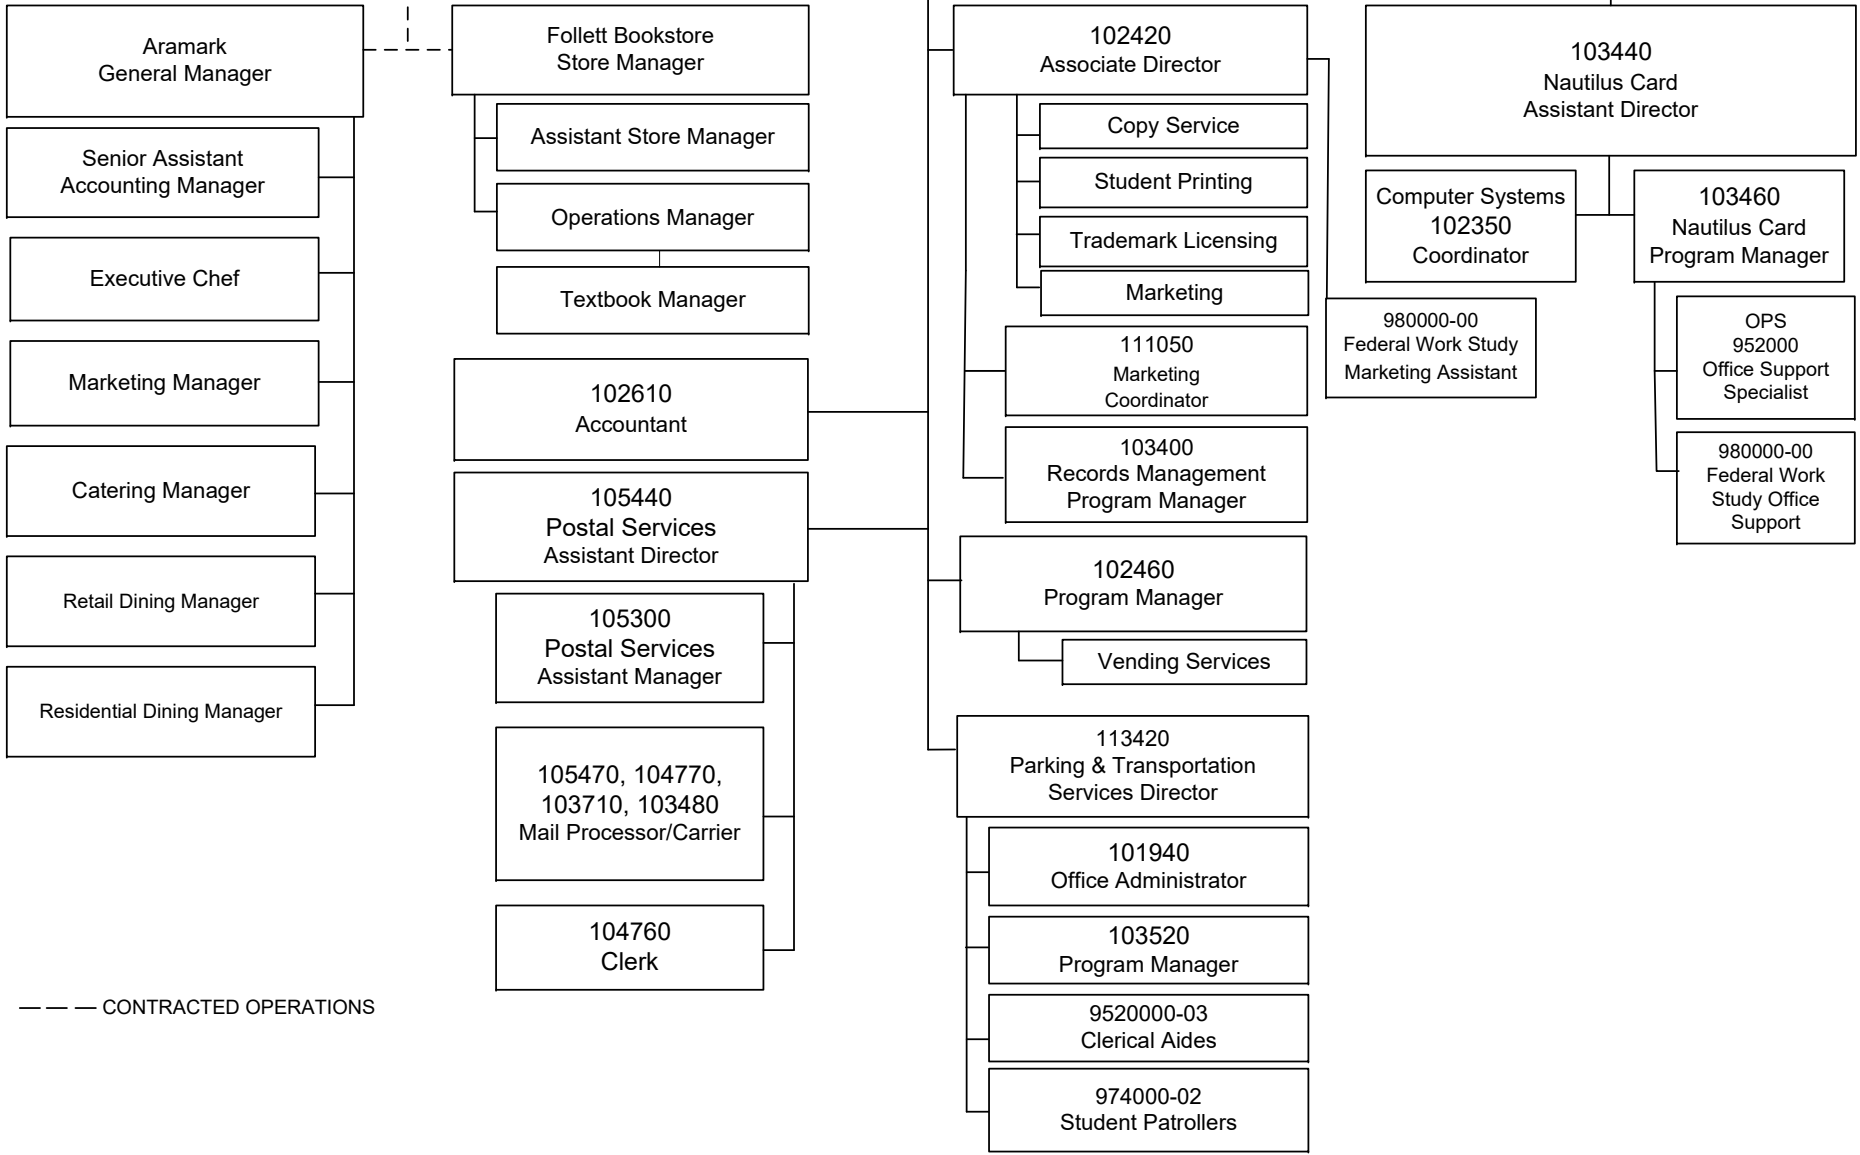 Aramark
General Manager
Senior Assistant
Accounting Manager
Executive Chef
Marketing Manager
Catering Manager
Retail Dining Manager
Residential Dining Manager
CONTRACTED OPERATIONS
Follett Bookstore
Store Manager
Assistant Store Manager
Operations Manager
Textbook Manager
102610
Accountant
105440
Postal Services
Assistant Director
105300
Postal Services
Assistant Manager
105470, 104770,
103710, 103480
Mail Processor/Carrier
104760
Clerk
102420
Associate Director
Copy Service
Student Printing
Trademark Licensing
Marketing
111050
Marketing
Coordinator
103400
Records Management
Program Manager
980000-00
Federal Work Study
Marketing Assistant
102460
Program Manager
Vending Services
113420
Parking & Transportation
Services Director
101940
Office Administrator
103520
Program Manager
9520000-03
Clerical Aides
974000-02
Student Patrollers
103440
Nautilus Card
Assistant Director
Computer Systems
102350
Coordinator
103460
Nautilus Card
Program Manager
OPS
952000
Office Support
Specialist
980000-00
Federal Work
Study Office
Support